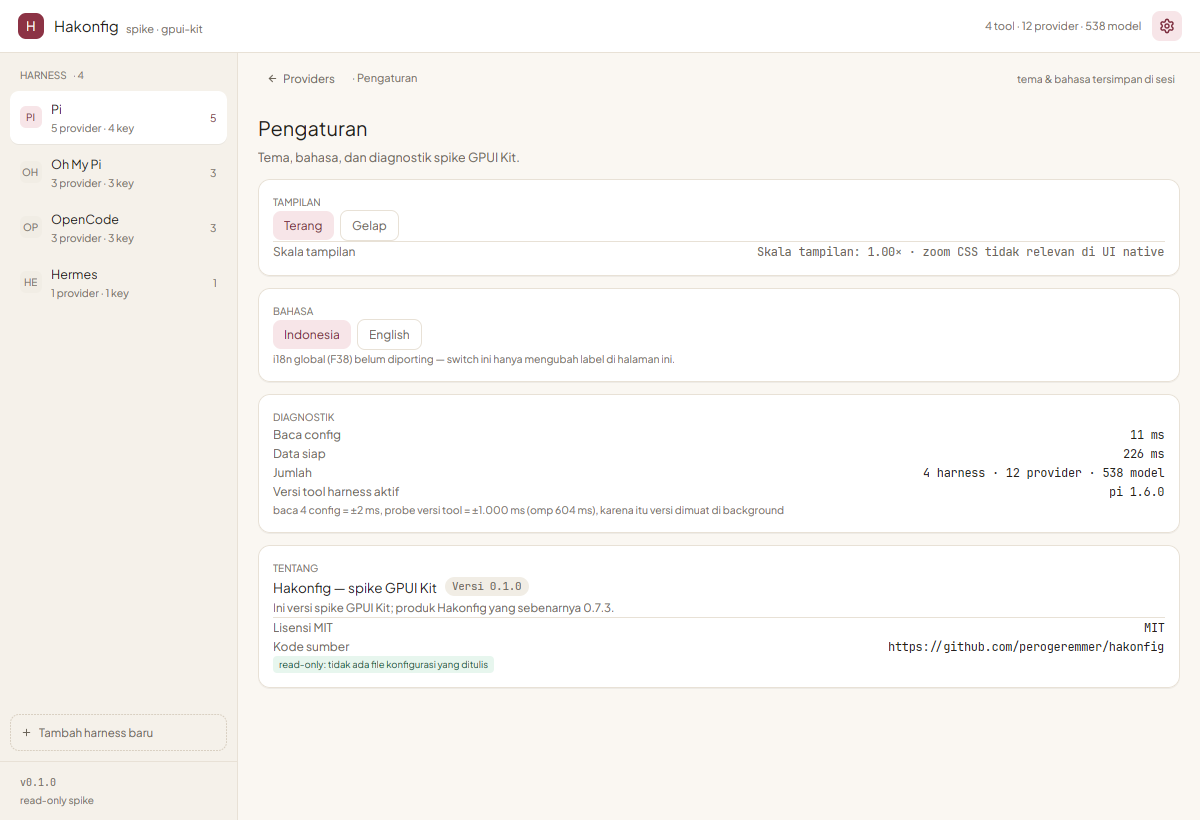 H Hakonfig spike · gpui-kit
4 tool · 12 provider · 538 model
HARNESS · 4
PI Pi 5
5 provider · 4 key
OH Oh My Pi 3
3 provider · 3 key
OP OpenCode 3
3 provider · 3 key
HE Hermes 1
1 provider · 1 key
+ Tambah harness baru
v0.1.0
read-only spike
← Providers · Pengaturan
tema & bahasa tersimpan di sesi
Pengaturan
Tema, bahasa, dan diagnostik spike GPUI Kit.
TAMPILAN
Terang Gelap
Skala tampilan Skala tampilan: 1.00× · zoom CSS tidak relevan di UI native
BAHASA
Indonesia English
i18n global (F38) belum diporting — switch ini hanya mengubah label di halaman ini.
DIAGNOSTIK
Baca config 11 ms
Data siap 226 ms
Jumlah 4 harness · 12 provider · 538 model
Versi tool harness aktif pi 1.6.0
baca 4 config = ±2 ms, probe versi tool = ±1.000 ms (omp 604 ms), karena itu versi dimuat di background
TENTANG
Hakonfig — spike GPUI Kit Versi 0.1.0
Ini versi spike GPUI Kit; produk Hakonfig yang sebenarnya 0.7.3.
Lisensi MIT MIT
Kode sumber https://github.com/perogeremmer/hakonfig
read-only: tidak ada file konfigurasi yang ditulis